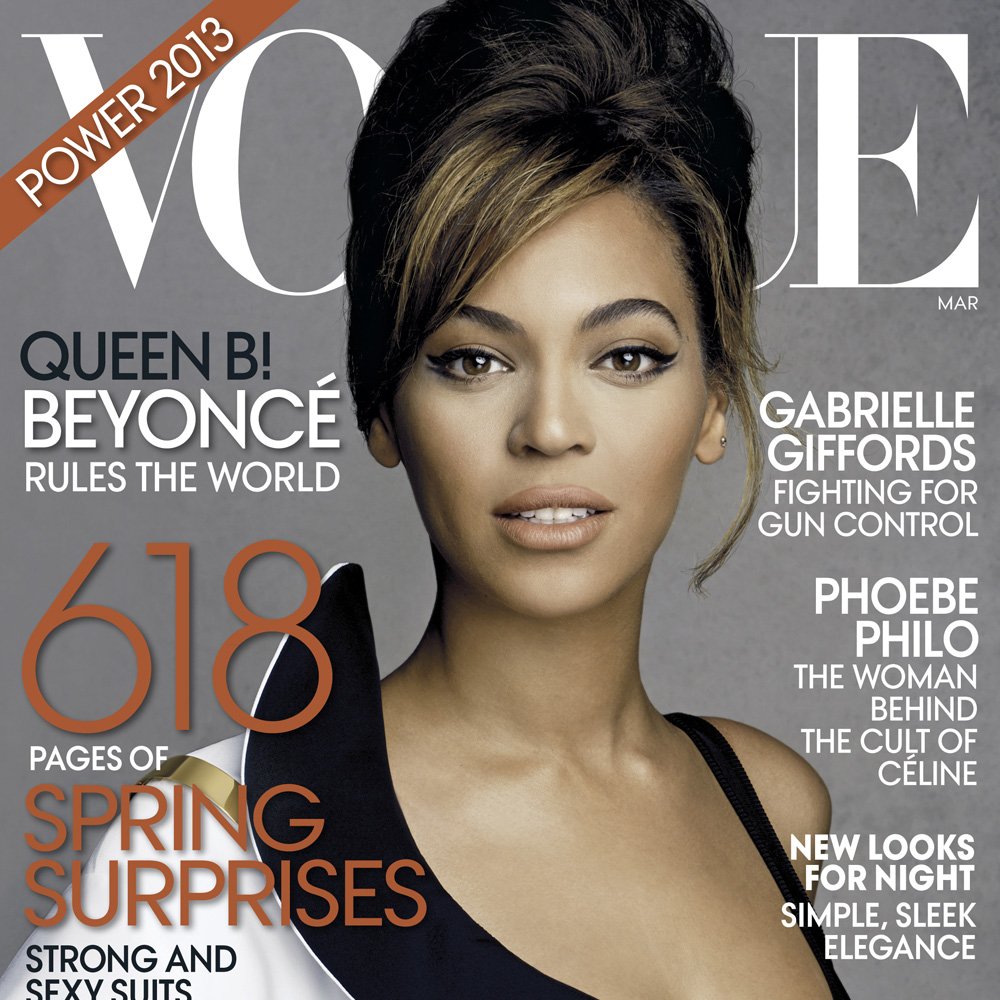 POWER 2013
VOGUE
MAR
QUEEN B!
BEYONCÉ
RULES THE WORLD
618
PAGES OF
SPRING
SURPRISES
STRONG AND
SEXY SUITS
GABRIELLE
GIFFORDS
FIGHTING FOR
GUN CONTROL
PHOEBE
PHILO
THE WOMAN
BEHIND
THE CULT OF
CÉLINE
NEW LOOKS
FOR NIGHT
SIMPLE, SLEEK
ELEGANCE